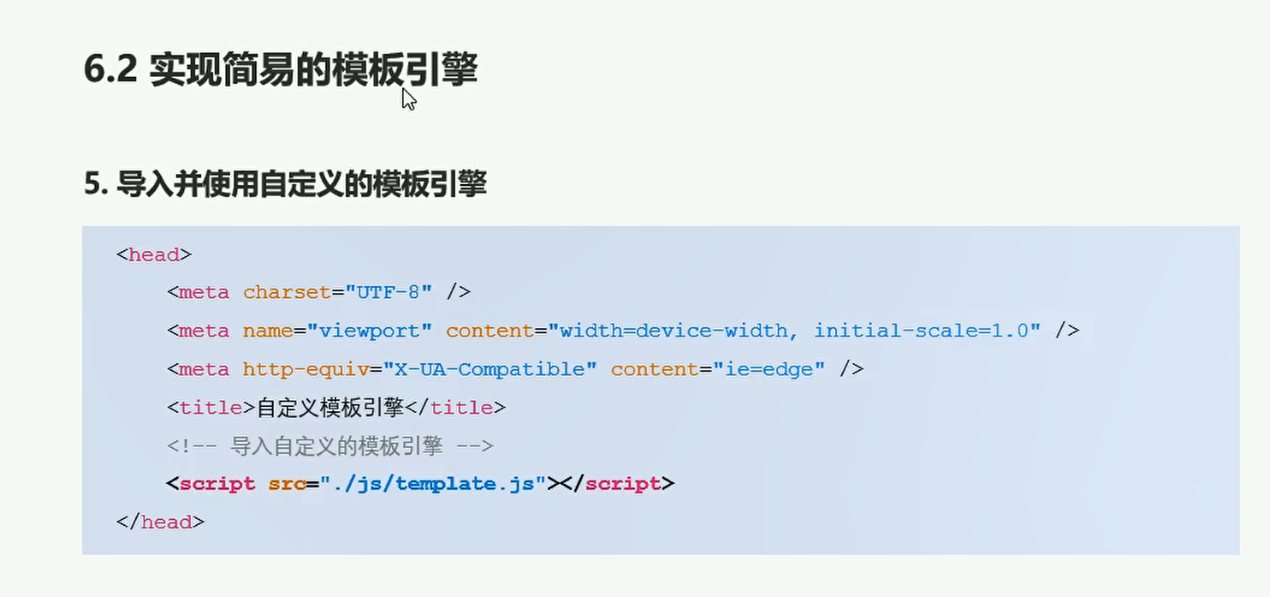 6.2 实现简易的模板引擎
5. 导入并使用自定义的模板引擎
<head>
<meta charset="UTF-8" />
<meta name="viewport" content="width=device-width, initial-scale=1.0" />
<meta http-equiv="X-UA-Compatible" content="ie=edge" />
<title>自定义模板引擎</title>
<!-- 导入自定义的模板引擎 -->
<script src="./js/template.js"></script>
</head>